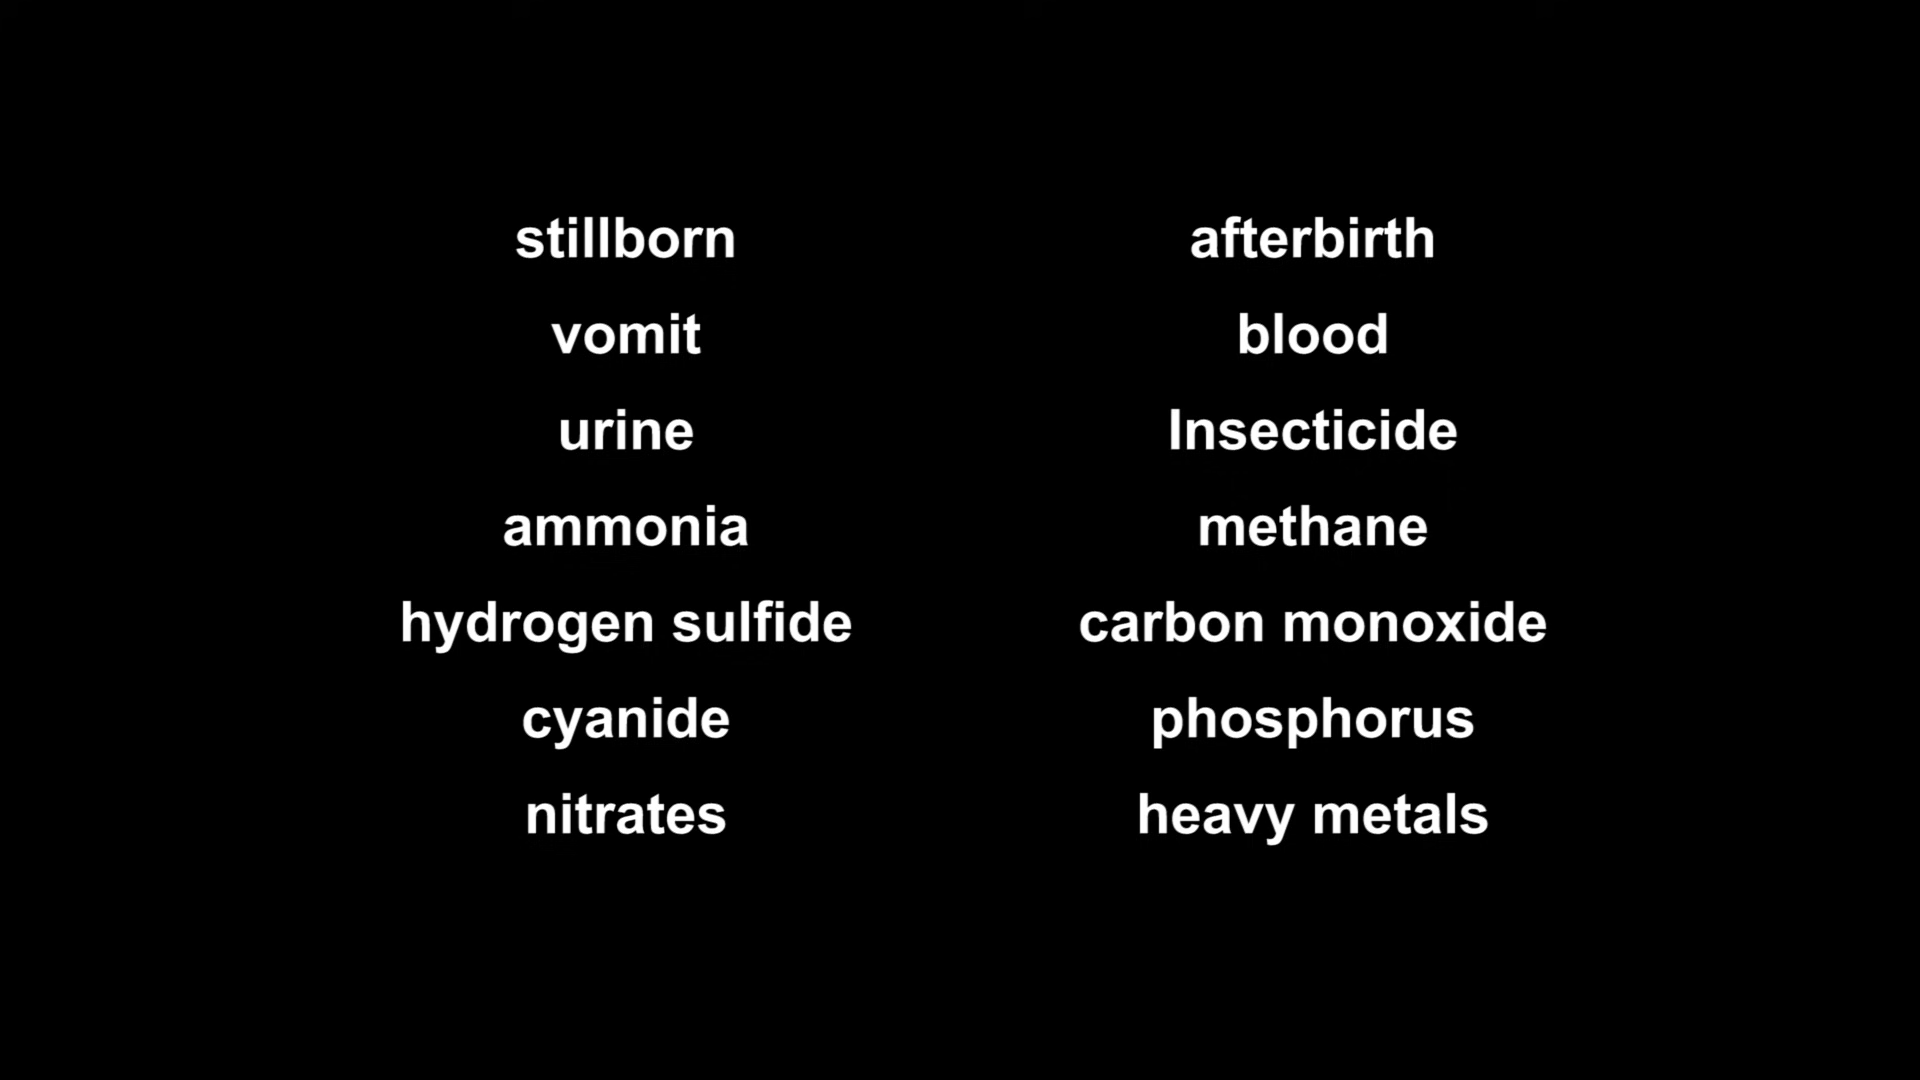 stillborn
afterbirth
vomit
blood
urine
Insecticide
ammonia
methane
hydrogen sulfide
carbon monoxide
cyanide
phosphorus
nitrates
heavy metals